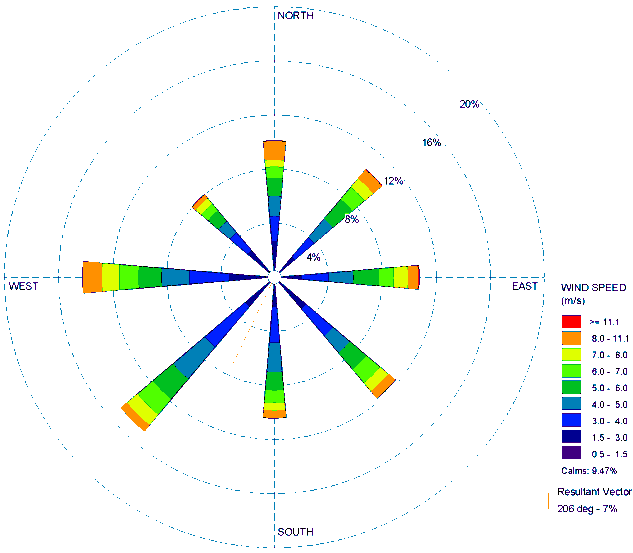 NORTH
20%
16%
12%
8%
4%
WEST
EAST
WIND SPEED
(m/s)
>= 11.1
8.0 - 11.1
7.0 - 8.0
6.0 - 7.0
5.0 - 6.0
4.0 - 5.0
3.0 - 4.0
1.5 - 3.0
0.5 - 1.5
Calms: 9.47%
Resultant Vector
206 deg - 7%
SOUTH